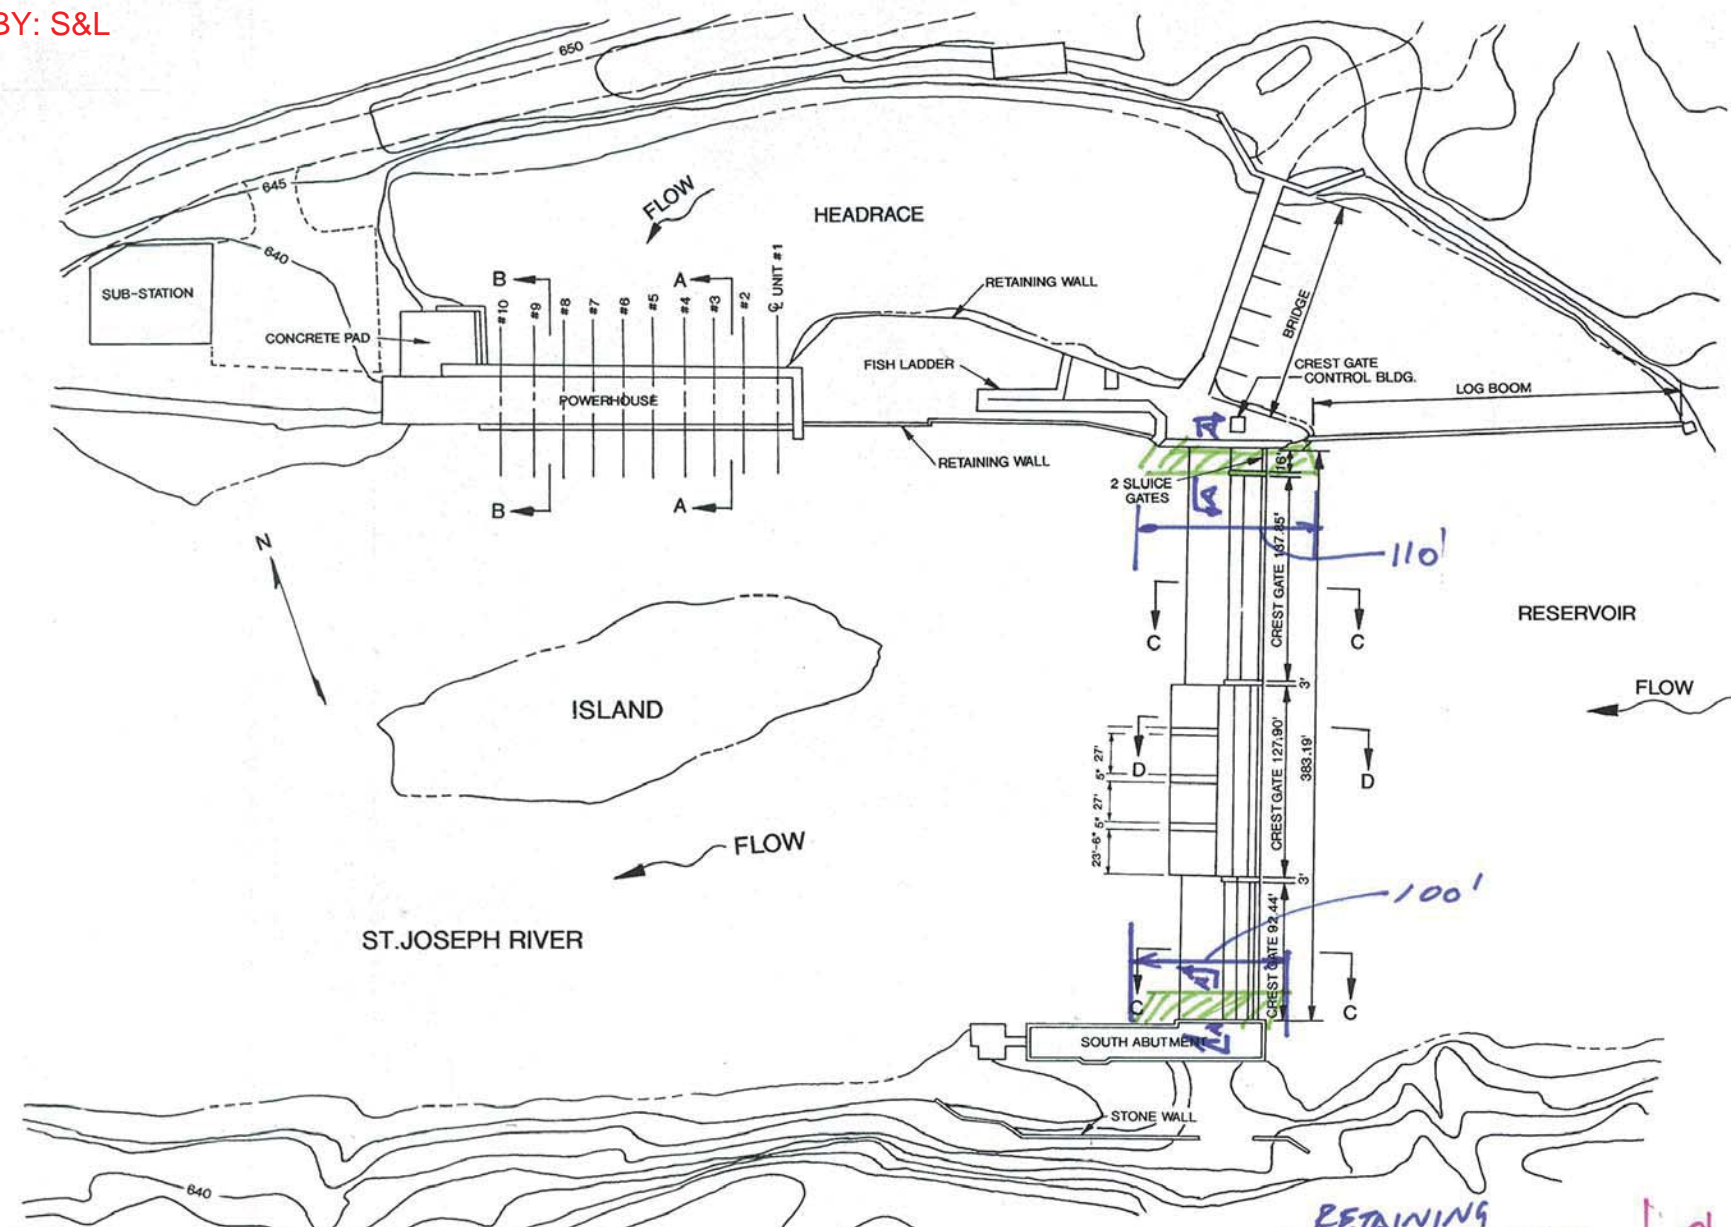 BY: S&L
650
645
640
FLOW
HEADRACE
SUB-STATION
CONCRETE PAD
B
A
#10
#9
#8
#7
#6
#5
#4
#3
#2
℄ UNIT #1
RETAINING WALL
BRIDGE
FISH LADDER
CREST GATE
CONTROL BLDG.
LOG BOOM
POWERHOUSE
A
RETAINING WALL
16'
2 SLUICE
GATES
A
B
A
CREST GATE 137.85'
110'
N
C
C
RESERVOIR
3'
FLOW
ISLAND
D
D
CREST GATE 127.90'
383.19'
27'
5'
27'
5'
23'-6"
FLOW
3'
100'
ST.JOSEPH RIVER
CREST GATE 92.44'
A
C
C
SOUTH ABUTMENT
A
STONE WALL
640
RETAINING